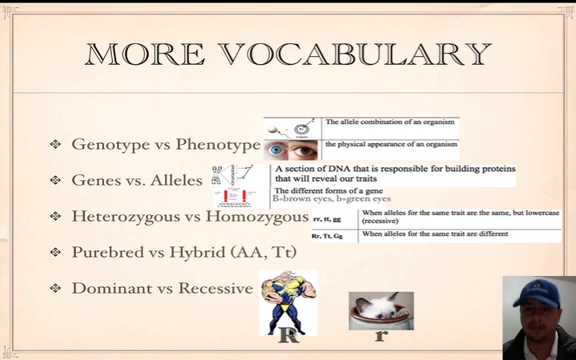 MORE VOCABULARY
Genotype vs Phenotype
The allele combination of an organism
the physical appearance of an organism
Genes vs. Alleles
A section of DNA that is responsible for building proteins
that will reveal our traits
The different forms of a gene
B=brown eyes, b=green eyes
Heterozygous vs Homozygous
rr, tt, gg
When alleles for the same trait are the same, but lowercase
(recessive)
Rr, Tt, Gg
When alleles for the same trait are different
Purebred vs Hybrid (AA, Tt)
Dominant vs Recessive
R
r